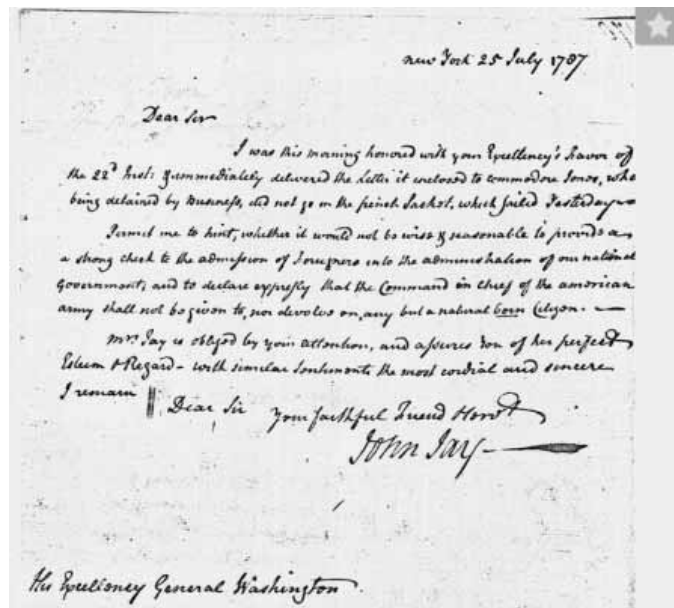 new York 25 July 1787
Dear Sir
I was this morning honored with your Excellency's Favor of
the 22d Inst: & immediately delivered the Letter it enclosed to commodore Jones, who
being detained by Business, did not go in the french Packet, which sailed Yesterday.
Permit me to hint, whether it would not be wise & seasonable to provide a
a strong check to the admission of Foreigners into the administration of our national
Government; and to declare expressly that the Command in chief of the american
army shall not be given to, nor devolve on, any but a natural born Citizen. —
Mrs. Jay is obliged by your attention, and assures You of her perfect
Esteem & Regard – with similar Sentiments the most cordial and sincere
I remain || Dear Sir Your faithful Friend & Servt
John Jay —
His Excellency General Washington